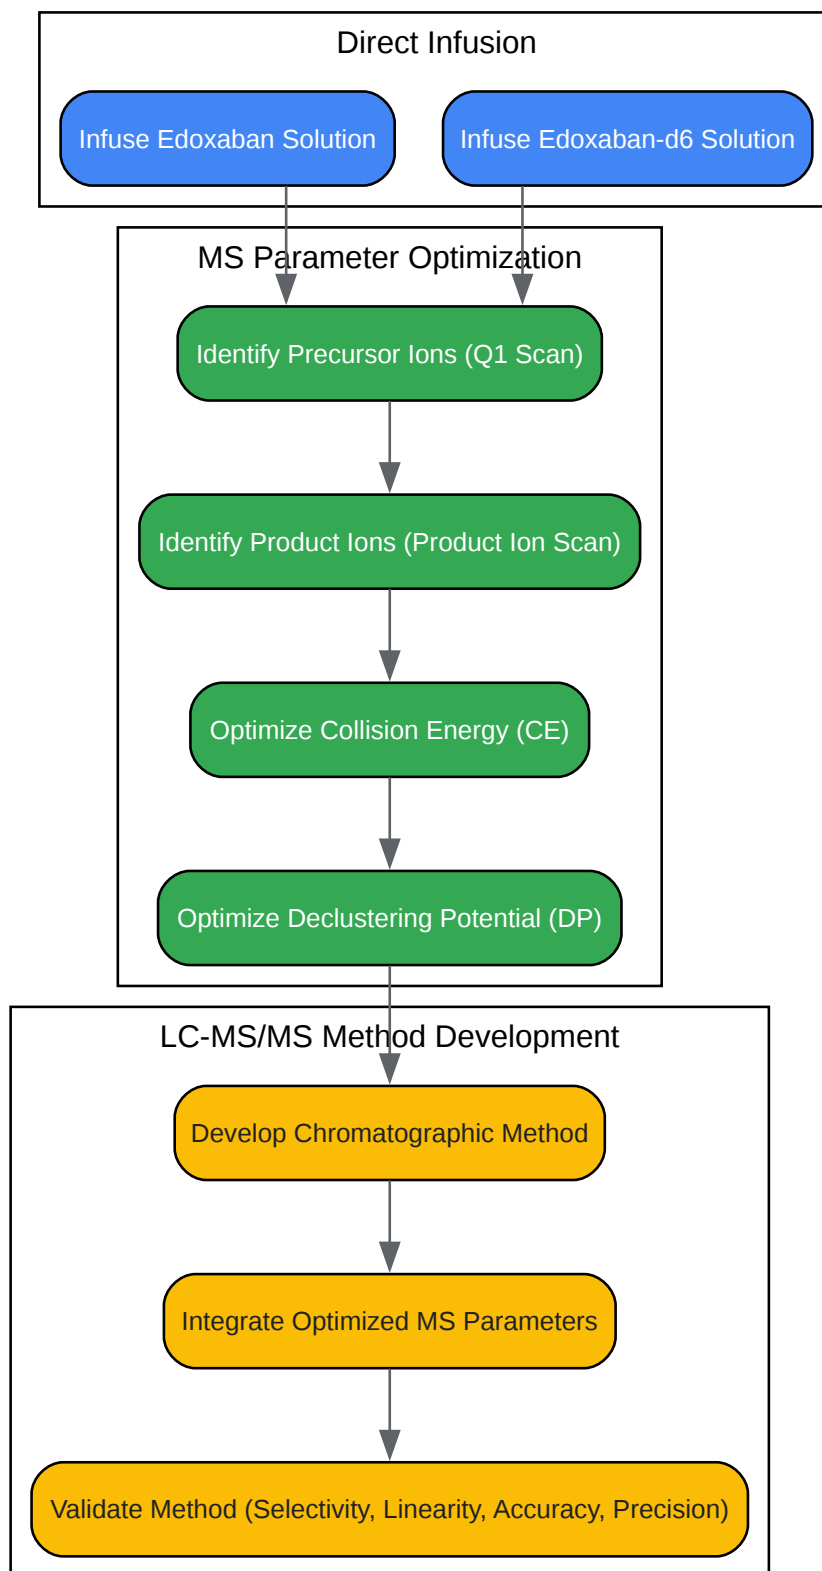 Direct Infusion
Infuse Edoxaban Solution
Infuse Edoxaban-d6 Solution
MS Parameter Optimization
Identify Precursor Ions (Q1 Scan)
Identify Product Ions (Product Ion Scan)
Optimize Collision Energy (CE)
Optimize Declustering Potential (DP)
LC-MS/MS Method Development
Develop Chromatographic Method
Integrate Optimized MS Parameters
Validate Method (Selectivity, Linearity, Accuracy, Precision)